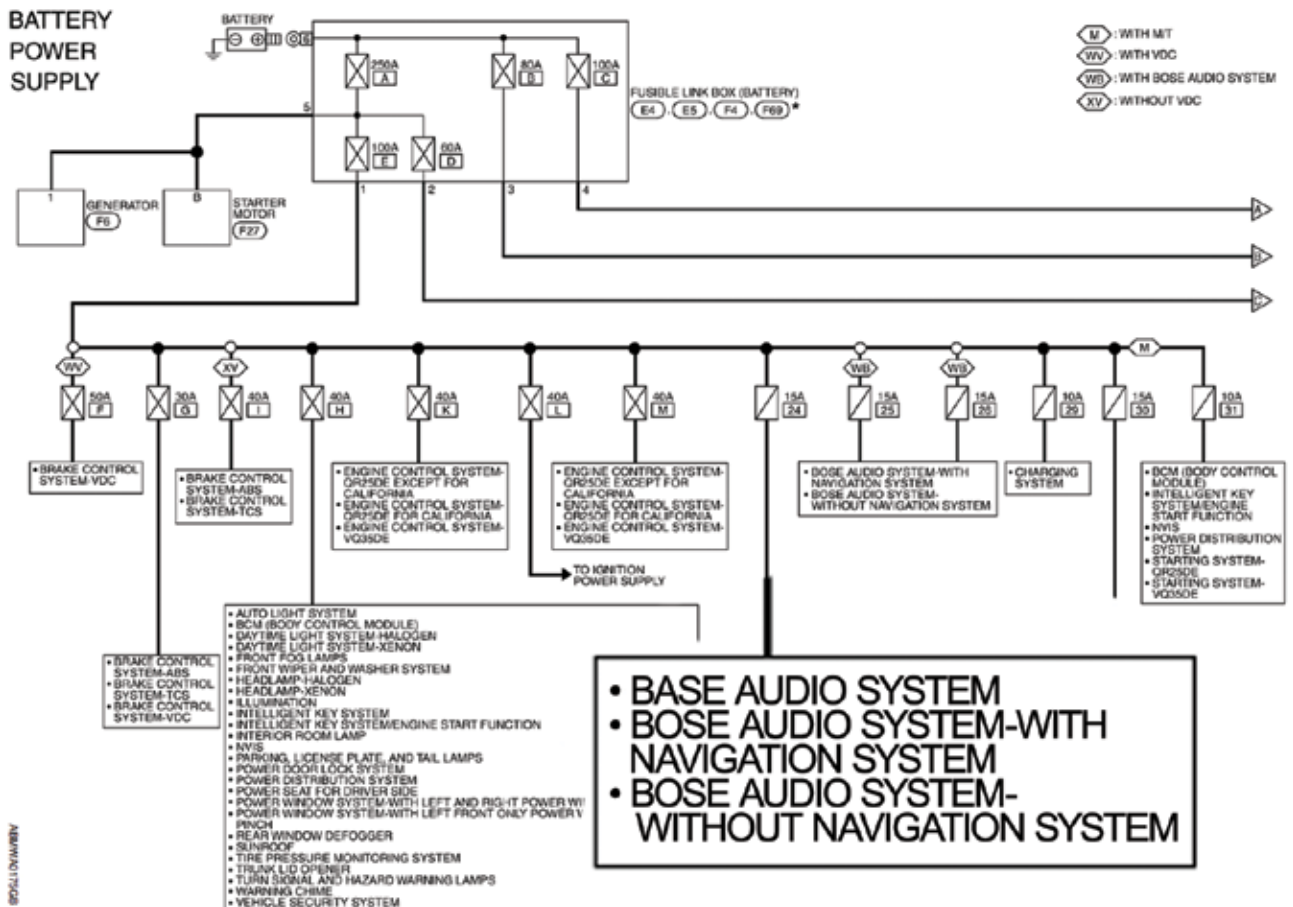 BATTERY
POWER
SUPPLY
BATTERY
6
250A
A
80A
B
100A
C
FUSIBLE LINK BOX (BATTERY)
E4 , E5 , F4 , F69 *
M : WITH M/T
WV : WITH VDC
WB : WITH BOSE AUDIO SYSTEM
XV : WITHOUT VDC
5
100A
E
60A
D
1
2
3
4
1
GENERATOR
F6
B
STARTER
MOTOR
F27
A
B
C
WV
XV
WB
WB
M
50A
F
30A
G
40A
I
40A
H
40A
K
40A
L
40A
M
15A
24
15A
25
15A
26
10A
29
15A
30
10A
31
• BRAKE CONTROL
SYSTEM-VDC
• BRAKE CONTROL
SYSTEM-ABS
• BRAKE CONTROL
SYSTEM-TCS
• ENGINE CONTROL SYSTEM-
QR25DE EXCEPT FOR
CALIFORNIA
• ENGINE CONTROL SYSTEM-
QR25DE FOR CALIFORNIA
• ENGINE CONTROL SYSTEM-
VQ35DE
• ENGINE CONTROL SYSTEM-
QR25DE EXCEPT FOR
CALIFORNIA
• ENGINE CONTROL SYSTEM-
QR25DE FOR CALIFORNIA
• ENGINE CONTROL SYSTEM-
VQ35DE
• BOSE AUDIO SYSTEM-WITH
NAVIGATION SYSTEM
• BOSE AUDIO SYSTEM-
WITHOUT NAVIGATION SYSTEM
• CHARGING
SYSTEM
• BCM (BODY CONTROL
MODULE)
• INTELLIGENT KEY
SYSTEM/ENGINE
START FUNCTION
• NVIS
• POWER DISTRIBUTION
SYSTEM
• STARTING SYSTEM-
QR25DE
• STARTING SYSTEM-
VQ35DE
TO IGNITION
POWER SUPPLY
• BRAKE CONTROL
SYSTEM-ABS
• BRAKE CONTROL
SYSTEM-TCS
• BRAKE CONTROL
SYSTEM-VDC
• AUTO LIGHT SYSTEM
• BCM (BODY CONTROL MODULE)
• DAYTIME LIGHT SYSTEM-HALOGEN
• DAYTIME LIGHT SYSTEM-XENON
• FRONT FOG LAMPS
• FRONT WIPER AND WASHER SYSTEM
• HEADLAMP-HALOGEN
• HEADLAMP-XENON
• ILLUMINATION
• INTELLIGENT KEY SYSTEM
• INTELLIGENT KEY SYSTEM/ENGINE START FUNCTION
• INTERIOR ROOM LAMP
• NVIS
• PARKING, LICENSE PLATE, AND TAIL LAMPS
• POWER DOOR LOCK SYSTEM
• POWER DISTRIBUTION SYSTEM
• POWER SEAT FOR DRIVER SIDE
• POWER WINDOW SYSTEM-WITH LEFT AND RIGHT POWER WI
• POWER WINDOW SYSTEM-WITH LEFT FRONT ONLY POWER
PINCH
• REAR WINDOW DEFOGGER
• SUNROOF
• TIRE PRESSURE MONITORING SYSTEM
• TRUNK LID OPENER
• TURN SIGNAL AND HAZARD WARNING LAMPS
• WARNING CHIME
• VEHICLE SECURITY SYSTEM
• BASE AUDIO SYSTEM
• BOSE AUDIO SYSTEM-WITH
NAVIGATION SYSTEM
• BOSE AUDIO SYSTEM-
WITHOUT NAVIGATION SYSTEM